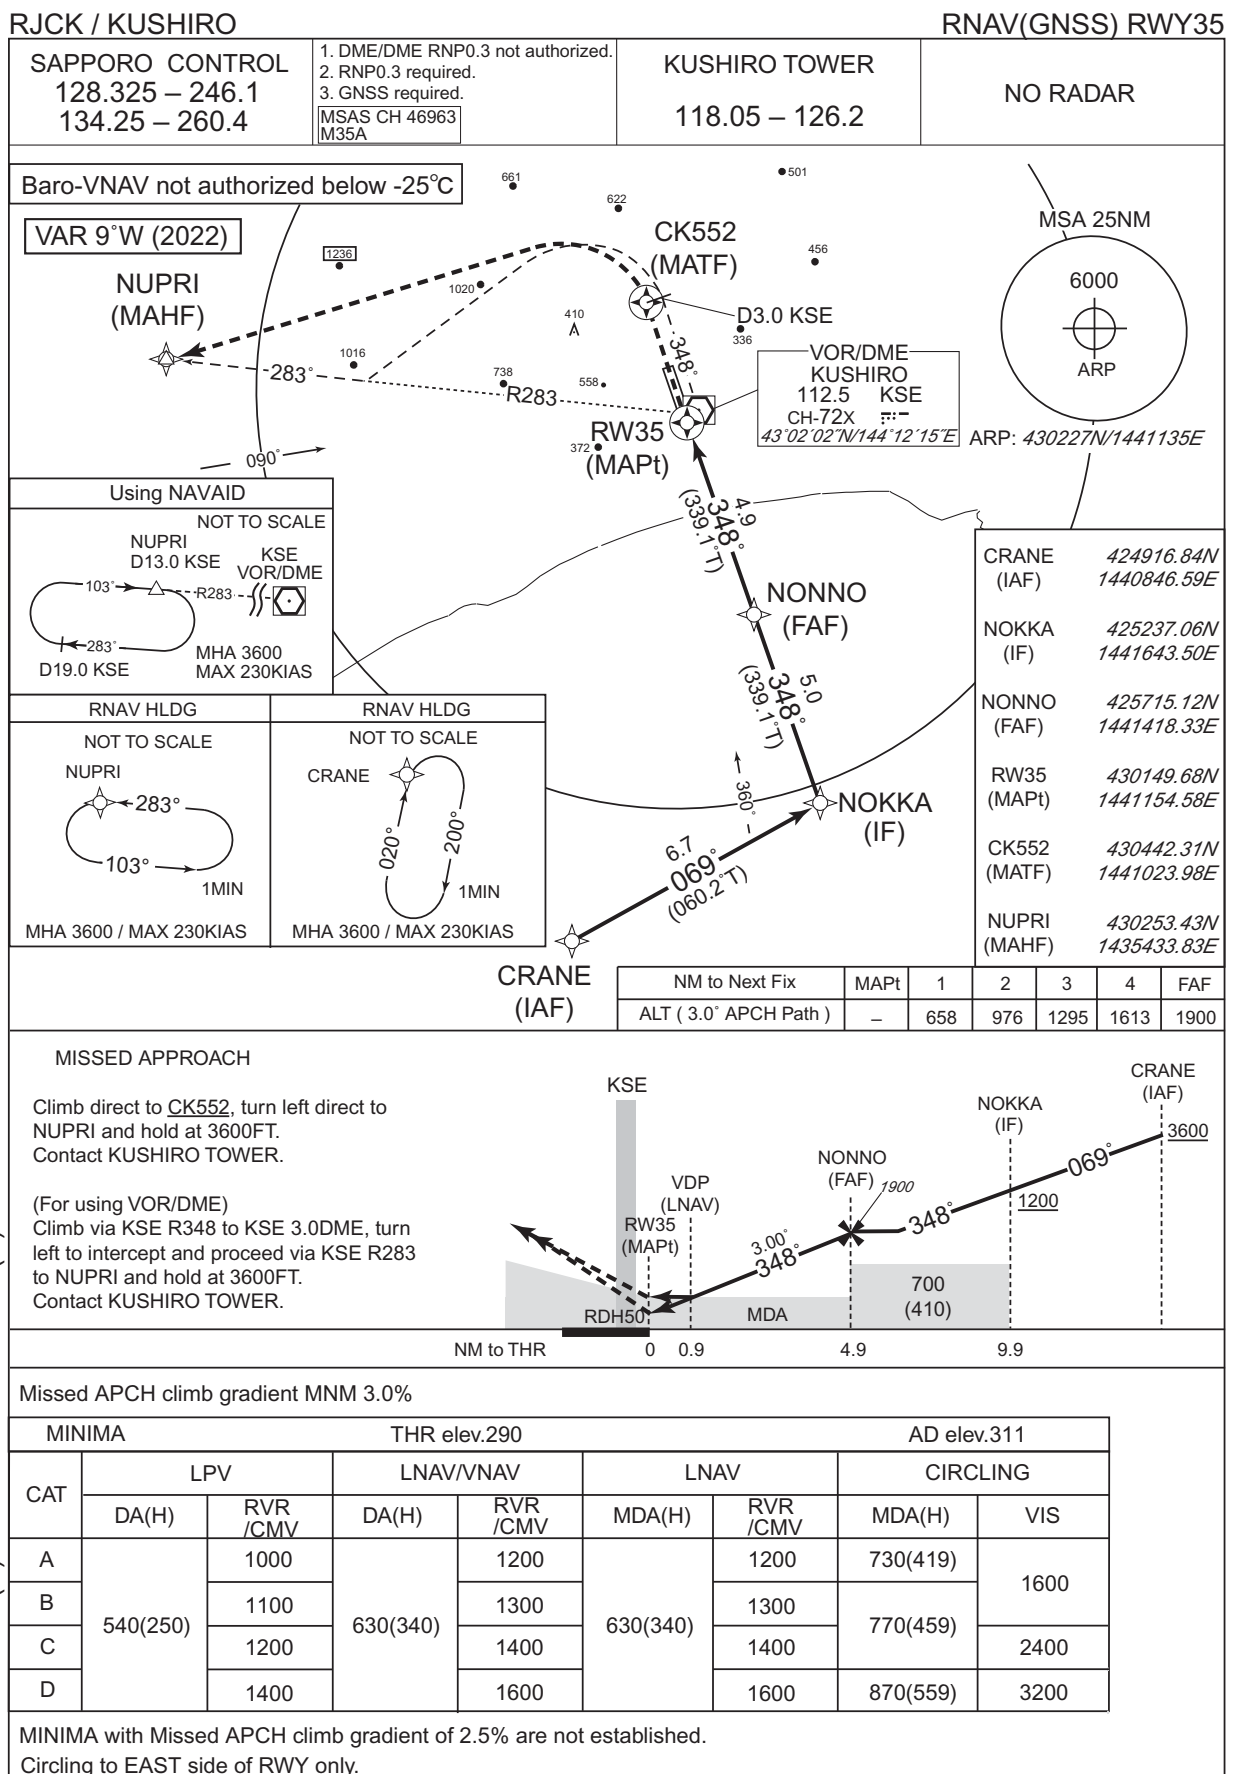 RJCK / KUSHIRO
RNAV(GNSS) RWY35
SAPPORO CONTROL
128.325 – 246.1
134.25 – 260.4
1. DME/DME RNP0.3 not authorized.
2. RNP0.3 required.
3. GNSS required.
MSAS CH 46963
M35A
KUSHIRO TOWER
118.05 – 126.2
NO RADAR
Baro-VNAV not authorized below -25°C
VAR 9°W (2022)
661
501
622
456
1236
1020
410
336
1016
738
558
372
NUPRI
(MAHF)
CK552
(MATF)
D3.0 KSE
348°
283°
R283
090°
MSA 25NM
6000
ARP
ARP: 430227N/1441135E
VOR/DME
KUSHIRO
112.5 KSE
CH-72X
43°02′02″N/144°12′15″E
RW35
(MAPt)
4.9
348°
(339.1°T)
NONNO
(FAF)
5.0
348°
(339.1°T)
360°
NOKKA
(IF)
6.7
069°
(060.2°T)
CRANE
(IAF)
Using NAVAID
NOT TO SCALE
NUPRI
D13.0 KSE
KSE
VOR/DME
103°
R283
283°
D19.0 KSE
MHA 3600
MAX 230KIAS
RNAV HLDG
NOT TO SCALE
NUPRI
283°
103°
1MIN
MHA 3600 / MAX 230KIAS
RNAV HLDG
NOT TO SCALE
CRANE
020°
200°
1MIN
MHA 3600 / MAX 230KIAS
CRANE 424916.84N
(IAF) 1440846.59E
NOKKA 425237.06N
(IF) 1441643.50E
NONNO 425715.12N
(FAF) 1441418.33E
RW35 430149.68N
(MAPt) 1441154.58E
CK552 430442.31N
(MATF) 1441023.98E
NUPRI 430253.43N
(MAHF) 1435433.83E
NM to Next Fix MAPt 1 2 3 4 FAF
ALT ( 3.0° APCH Path ) – 658 976 1295 1613 1900
MISSED APPROACH
Climb direct to CK552, turn left direct to
NUPRI and hold at 3600FT.
Contact KUSHIRO TOWER.
(For using VOR/DME)
Climb via KSE R348 to KSE 3.0DME, turn
left to intercept and proceed via KSE R283
to NUPRI and hold at 3600FT.
Contact KUSHIRO TOWER.
KSE
RW35
(MAPt)
VDP
(LNAV)
NONNO
(FAF)
1900
NOKKA
(IF)
1200
CRANE
(IAF)
3600
069°
348°
3.00°
348°
700
(410)
MDA
RDH50
NM to THR 0 0.9 4.9 9.9
Missed APCH climb gradient MNM 3.0%
MINIMA THR elev.290 AD elev.311
CAT LPV LNAV/VNAV LNAV CIRCLING
DA(H) RVR /CMV DA(H) RVR /CMV MDA(H) RVR /CMV MDA(H) VIS
A 540(250) 1000 630(340) 1200 630(340) 1200 730(419) 1600
B 1100 1300 1300 770(459)
C 1200 1400 1400 2400
D 1400 1600 1600 870(559) 3200
MINIMA with Missed APCH climb gradient of 2.5% are not established.
Circling to EAST side of RWY only.